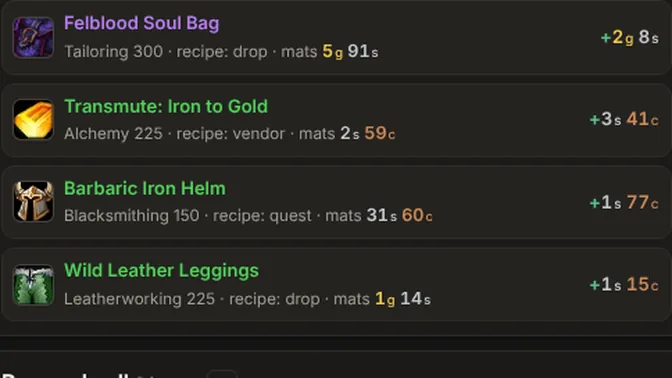 Felblood Soul Bag
+2g 8s
Tailoring 300 · recipe: drop · mats 5g 91s
Transmute: Iron to Gold
+3s 41c
Alchemy 225 · recipe: vendor · mats 2s 59c
Barbaric Iron Helm
+1s 77c
Blacksmithing 150 · recipe: quest · mats 31s 60c
Wild Leather Leggings
+1s 15c
Leatherworking 225 · recipe: drop · mats 1g 14s